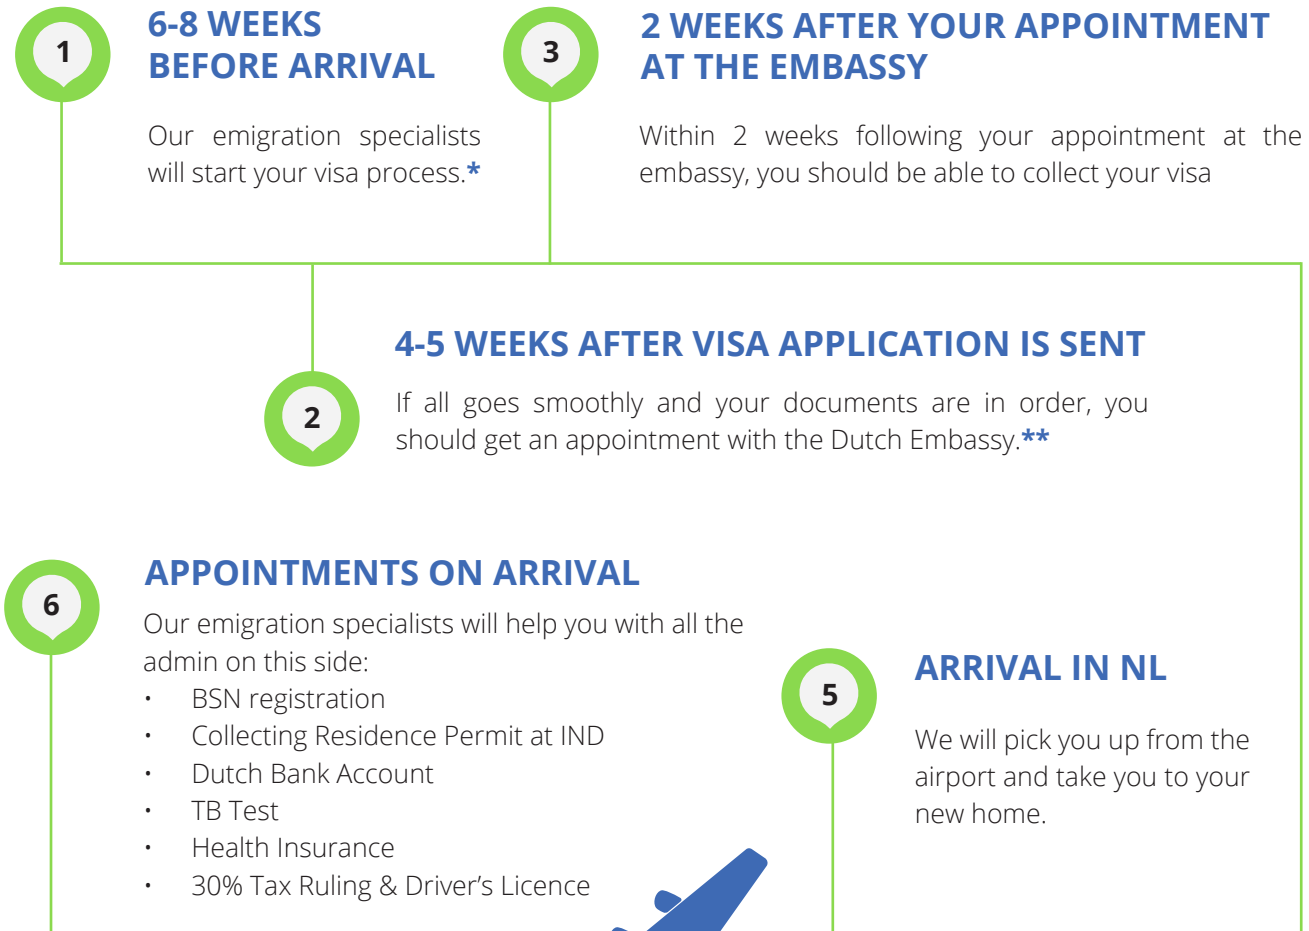 1
6-8 WEEKS
BEFORE ARRIVAL
Our emigration specialists
will start your visa process.*
3
2 WEEKS AFTER YOUR APPOINTMENT
AT THE EMBASSY
Within 2 weeks following your appointment at the
embassy, you should be able to collect your visa
2
4-5 WEEKS AFTER VISA APPLICATION IS SENT
If all goes smoothly and your documents are in order, you
should get an appointment with the Dutch Embassy.**
6
APPOINTMENTS ON ARRIVAL
Our emigration specialists will help you with all the
admin on this side:
• BSN registration
• Collecting Residence Permit at IND
• Dutch Bank Account
• TB Test
• Health Insurance
• 30% Tax Ruling & Driver’s Licence
5
ARRIVAL IN NL
We will pick you up from the
airport and take you to your
new home.